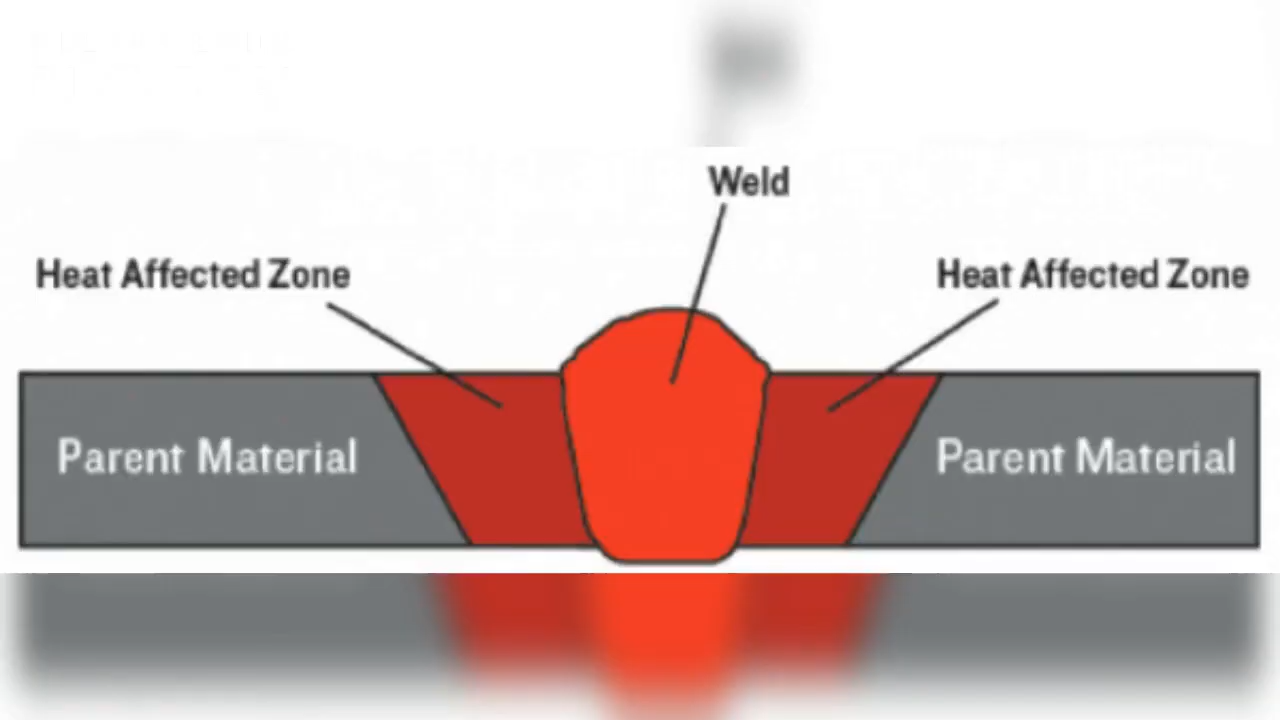 Weld
Heat Affected Zone
Heat Affected Zone
Parent Material
Parent Material